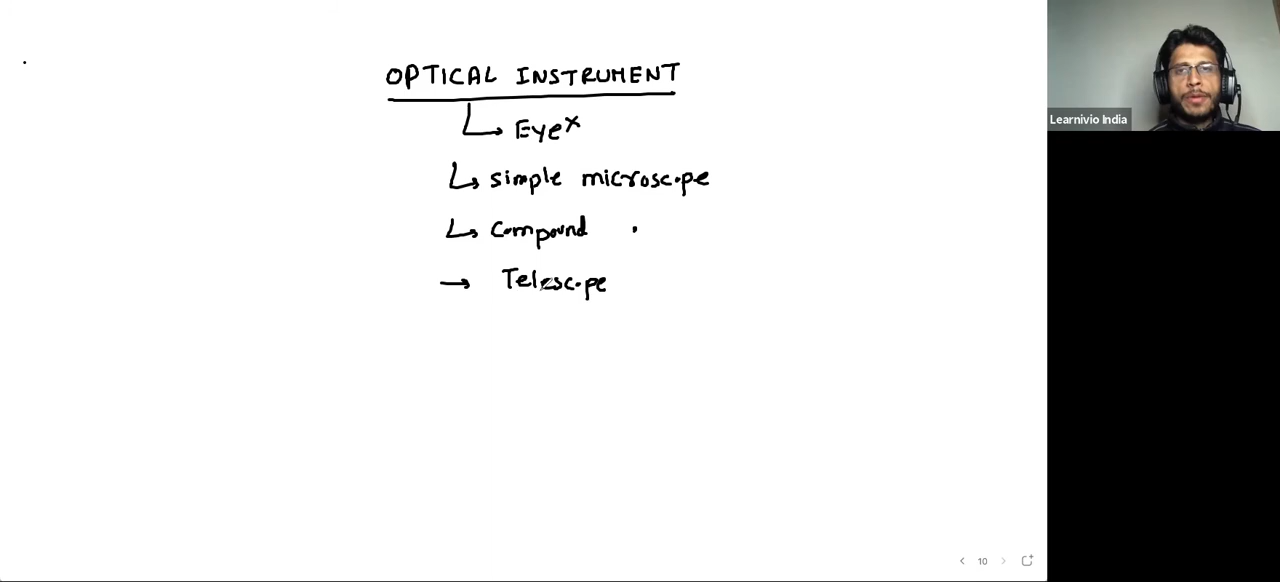 OPTICAL INSTRUMENT
Eye x
simple microscope
compound "
Telescope
Learnivio India
< 10 >